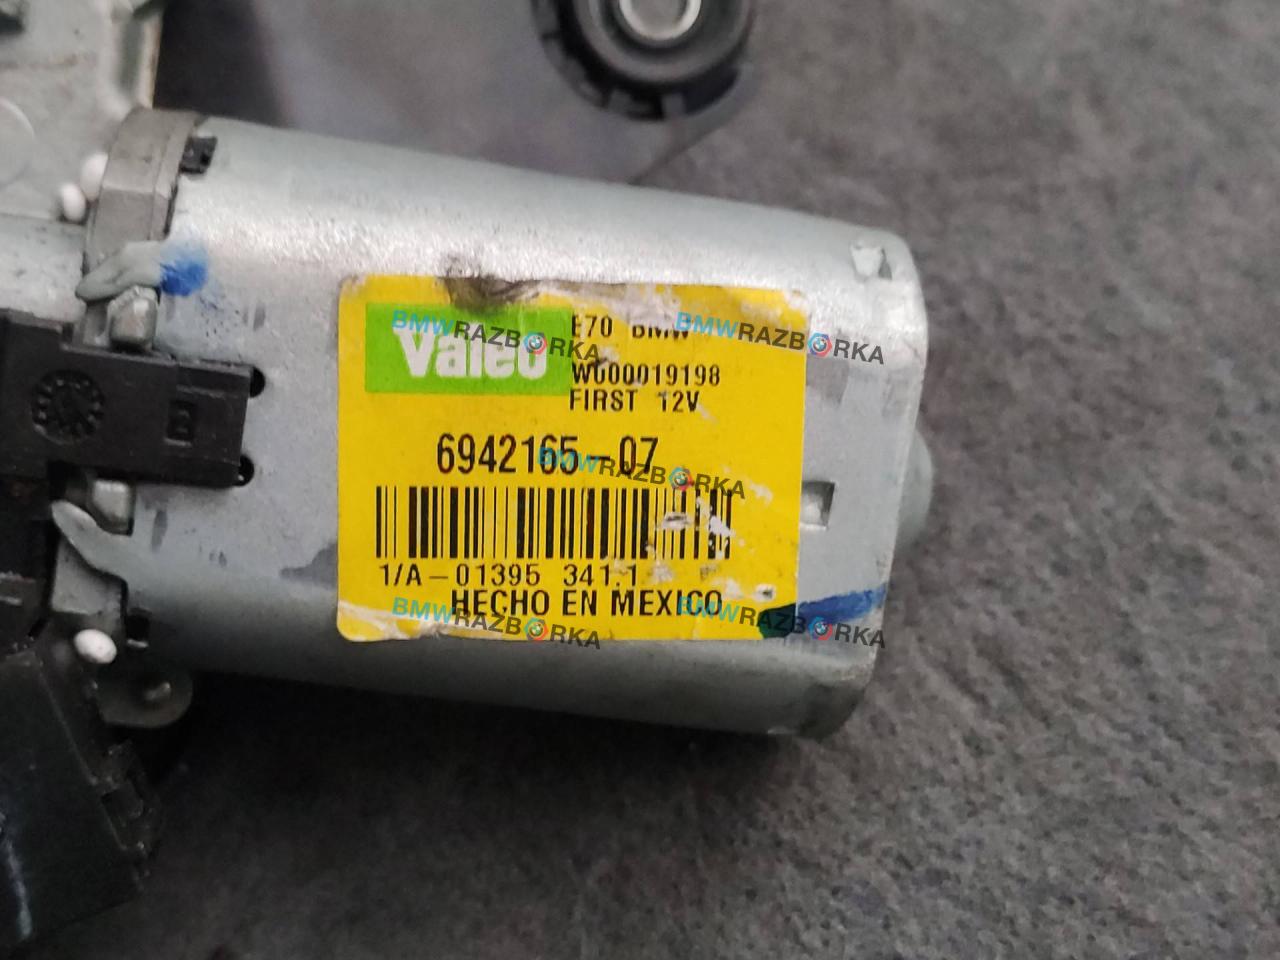 E70 BMW
Valeo
W000019198
FIRST 12V
6942165-07
1/A-01395 341.1
HECHO EN MEXICO
BMWRAZBORKA
BMWRAZBORKA
BMWRAZBORKA
BMWRAZBORKA
BMWRAZBORKA